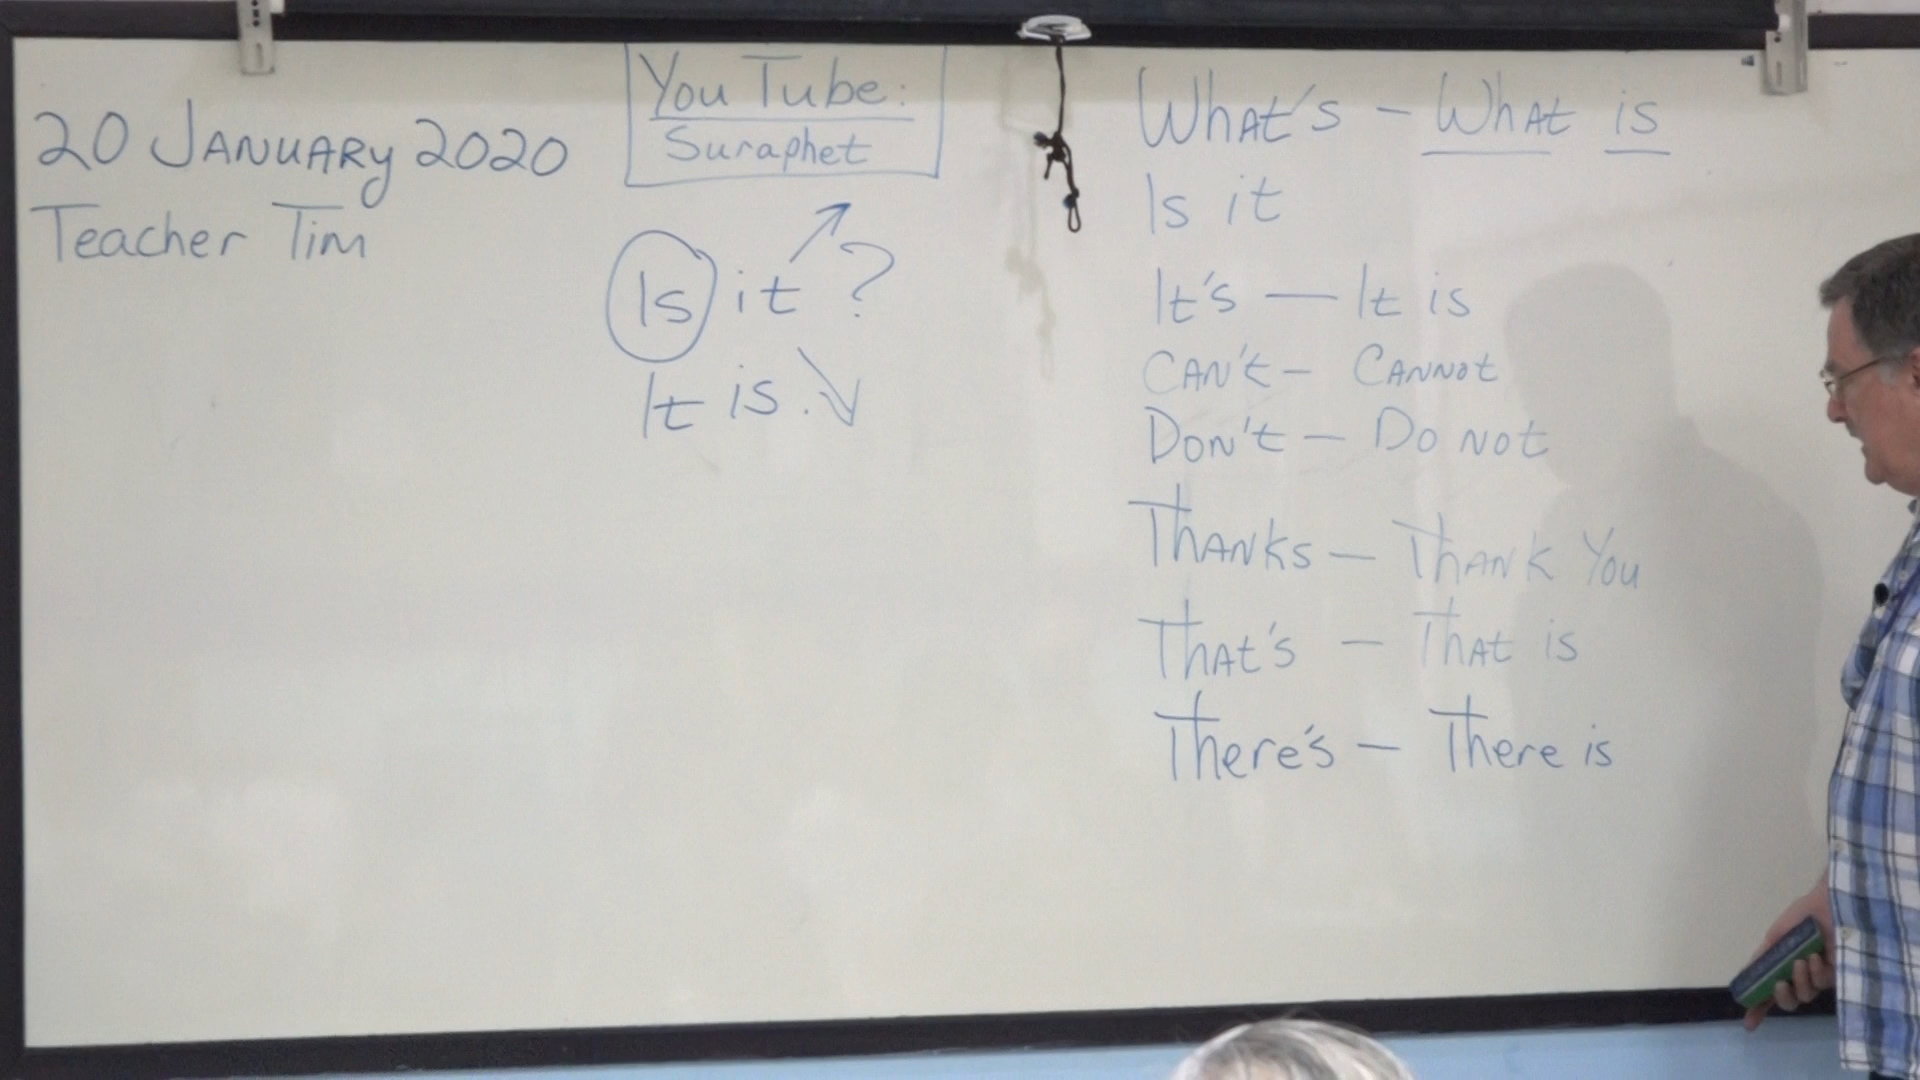 20 JANUARY 2020
Teacher Tim
YouTube:
Suraphet
Is it ?
It is.
What's - What is
Is it
It's — It is
CAN't - CANNOt
DON't - DO NOt
THANKS - THANK YOU
THAt's - THAt is
There's - There is